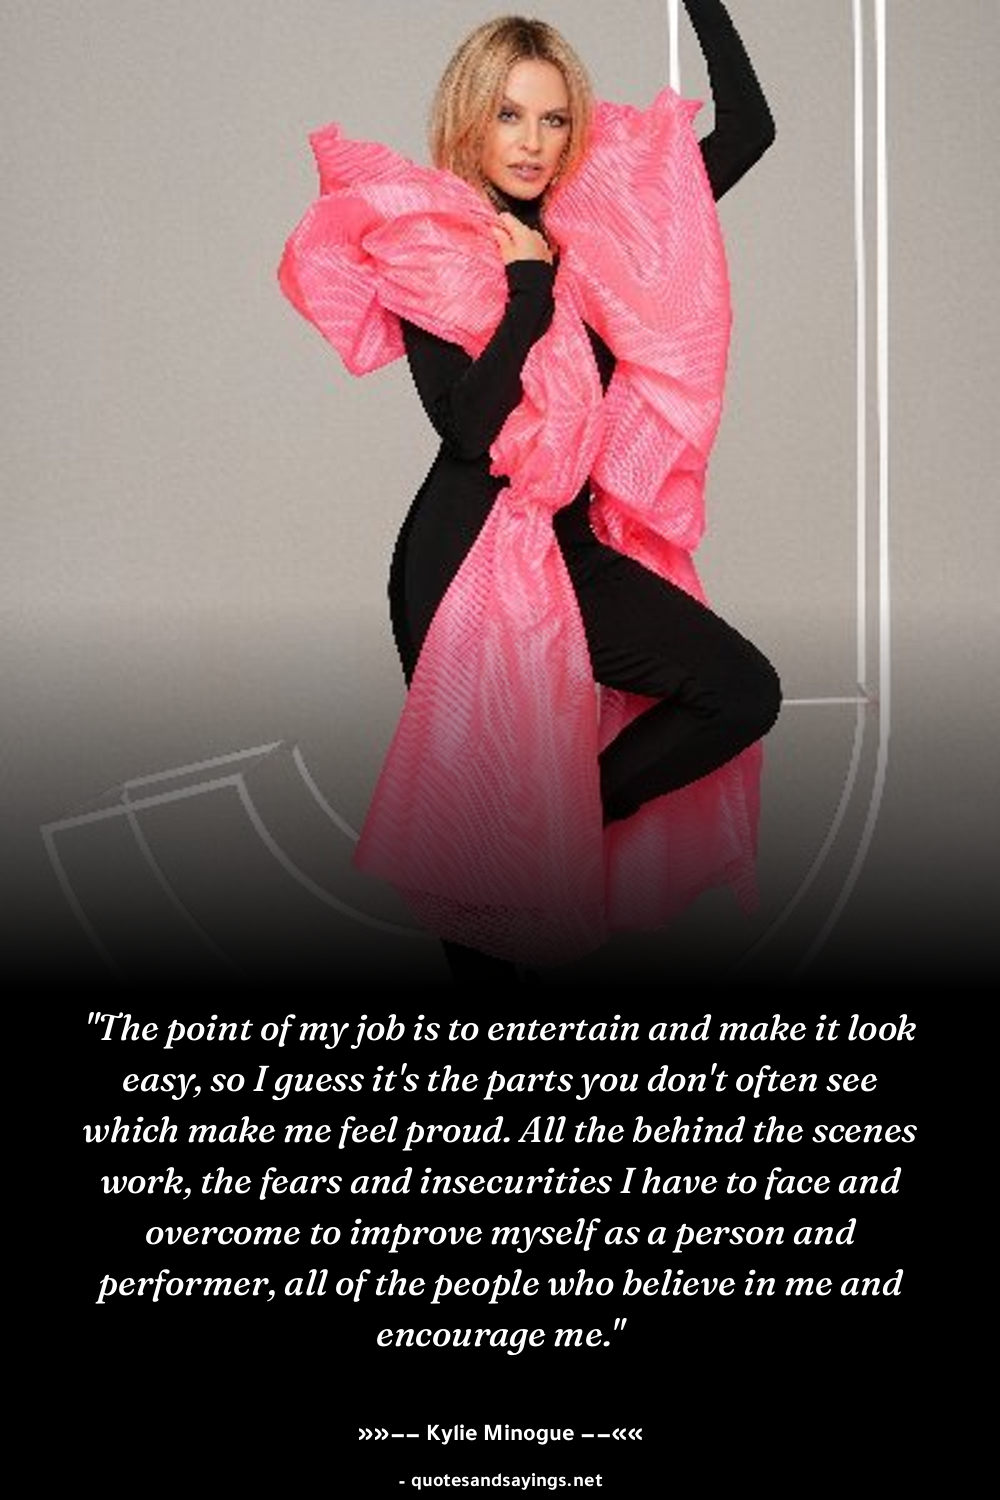 "The point of my job is to entertain and make it look
easy, so I guess it's the parts you don't often see
which make me feel proud. All the behind the scenes
work, the fears and insecurities I have to face and
overcome to improve myself as a person and
performer, all of the people who believe in me and
encourage me."
»»−− Kylie Minogue −−««
- quotesandsayings.net